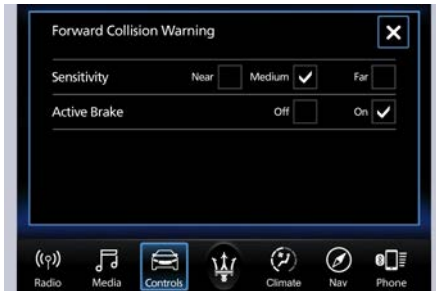 Forward Collision Warning
Sensitivity Near Medium Far
Active Brake Off On
Radio Media Controls Climate Nav Phone